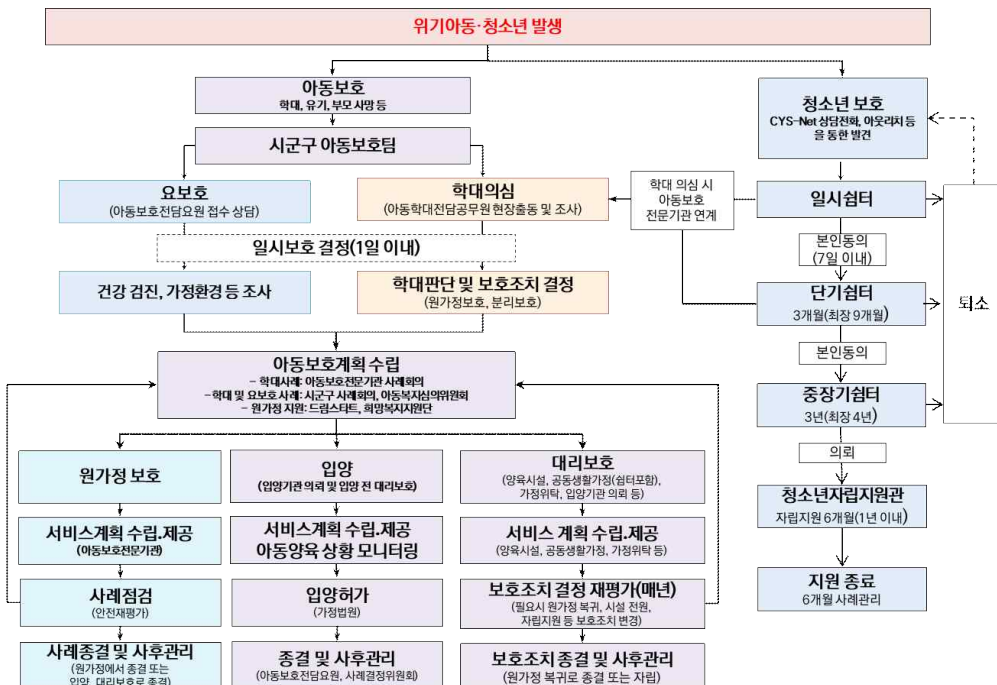 위기아동·청소년 발생
아동보호
학대, 유기, 부모 사망 등
시군구 아동보호팀
요보호
(아동보호전담요원 접수 상담)
학대의심
(아동학대전담공무원 현장출동 및 조사)
일시보호 결정(1일 이내)
건강 검진, 가정환경 등 조사
학대판단 및 보호조치 결정
(원가정보호, 분리보호)
아동보호계획 수립
- 학대사례: 아동보호전문기관 사례회의
- 학대 및 요보호 사례: 시군구 사례회의, 아동복지심의위원회
- 원가정 지원: 드림스타트, 희망복지지원단
원가정 보호
서비스계획 수립.제공
(아동보호전문기관)
사례점검
(안전재평가)
사례종결 및 사후관리
(원가정에서 종결 또는
입양, 대리보호로 종결)
입양
(입양기관 의뢰 및 입양 전 대리보호)
서비스계획 수립.제공
아동양육 상황 모니터링
입양허가
(가정법원)
종결 및 사후관리
(아동보호전담요원, 사례결정위원회)
대리보호
(양육시설, 공동생활가정(쉼터포함),
가정위탁, 입양기관 의뢰 등)
서비스 계획 수립.제공
(양육시설, 공동생활가정, 가정위탁 등)
보호조치 결정 재평가(매년)
(필요시 원가정 복귀, 시설 전원,
자립지원 등 보호조치 변경)
보호조치 종결 및 사후관리
(원가정 복귀로 종결 또는 자립)
청소년 보호
CYS-Net 상담전화, 아웃리치 등
을 통한 발견
학대 의심 시
아동보호
전문기관 연계
일시쉼터
본인동의
(7일 이내)
단기쉼터
3개월(최장 9개월)
본인동의
중장기쉼터
3년(최장 4년)
의뢰
청소년자립지원관
자립지원 6개월(1년 이내)
지원 종료
6개월 사례관리
퇴소